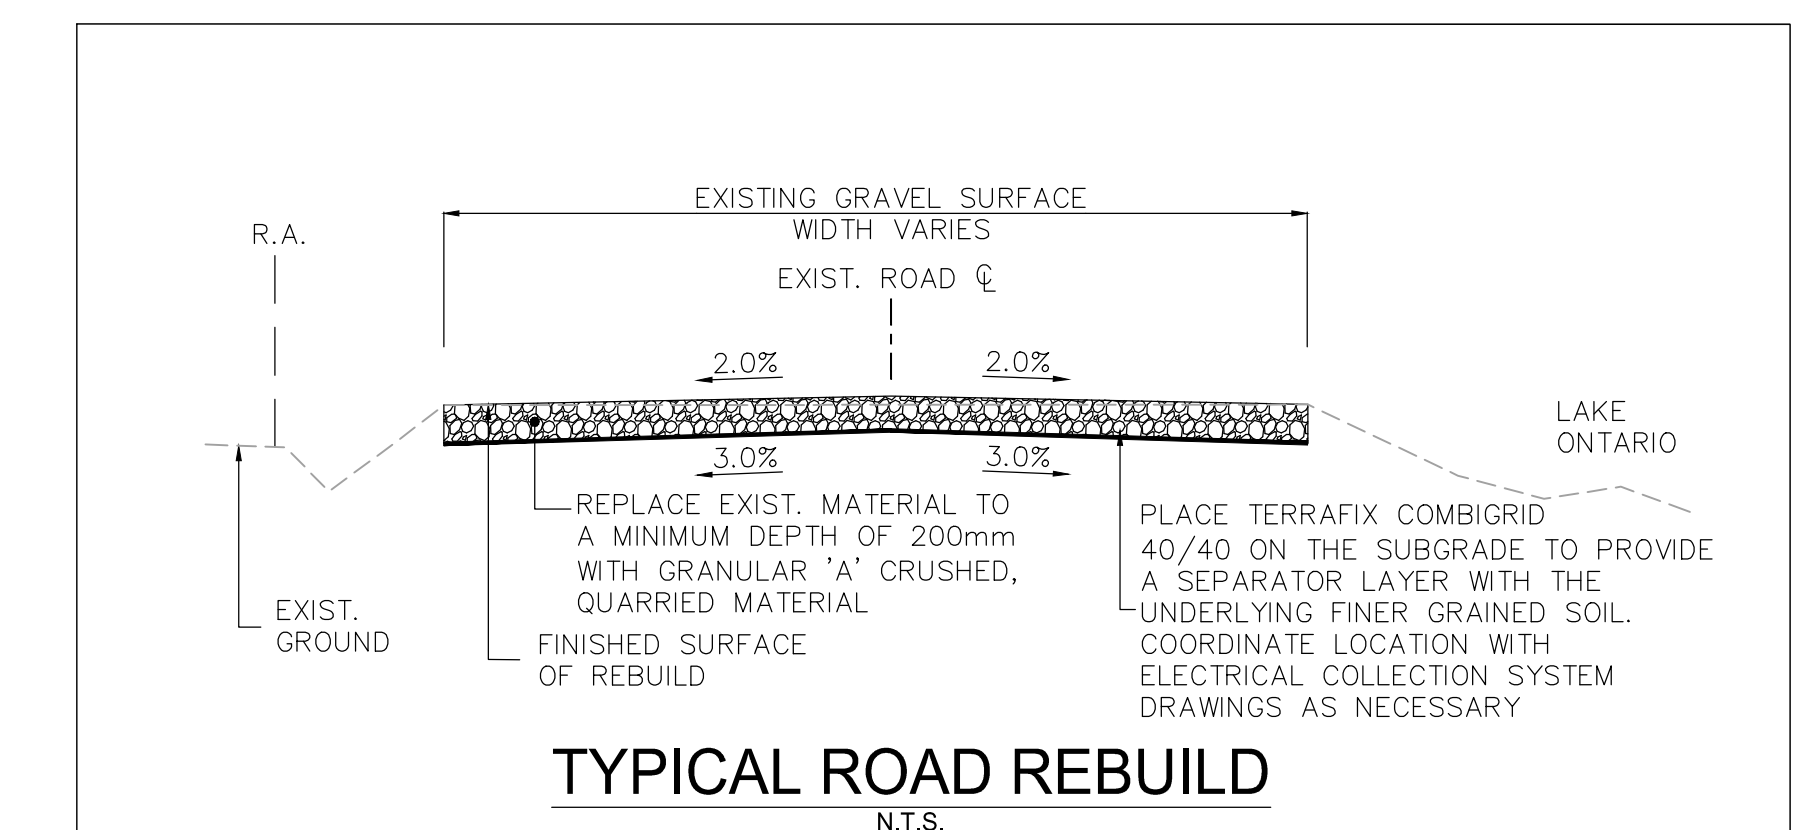 EXISTING GRAVEL SURFACE
WIDTH VARIES
R.A.
EXIST. ROAD ℄
2.0%
2.0%
3.0%
3.0%
LAKE
ONTARIO
REPLACE EXIST. MATERIAL TO
A MINIMUM DEPTH OF 200mm
WITH GRANULAR 'A' CRUSHED,
QUARRIED MATERIAL
PLACE TERRAFIX COMBIGRID
40/40 ON THE SUBGRADE TO PROVIDE
A SEPARATOR LAYER WITH THE
UNDERLYING FINER GRAINED SOIL.
COORDINATE LOCATION WITH
ELECTRICAL COLLECTION SYSTEM
DRAWINGS AS NECESSARY
EXIST.
GROUND
FINISHED SURFACE
OF REBUILD
TYPICAL ROAD REBUILD
N.T.S.